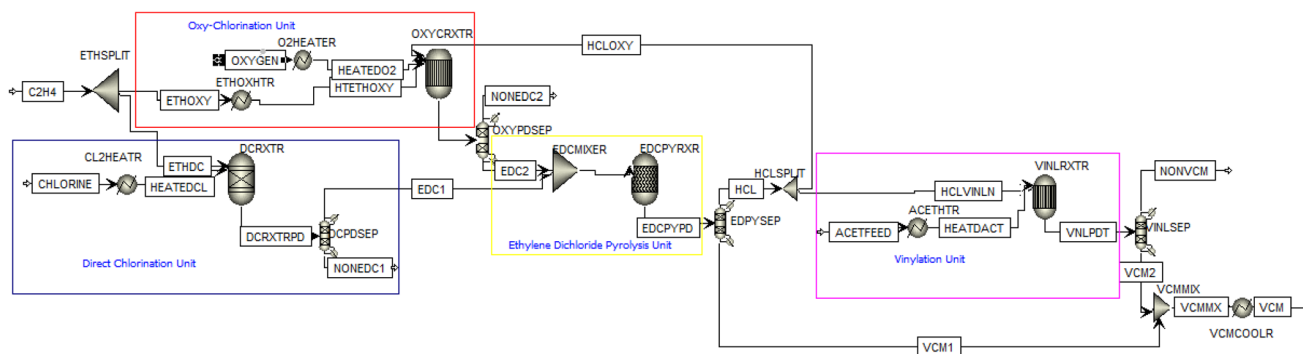 Oxy-Chlorination Unit
OXYCRXTR
O2HEATER
HCLOXY
ETHSPLIT
OXYGEN
HEATEDO2
ETHOXHTR
HTETHOXY
C2H4
ETHOXY
NONEDC2
OXYPDSEP
DCRXTR
EDCMIXER
EDCPYRXR
CL2HEATR
ETHDC
EDC2
VINLRXTR
CHLORINE
HEATEDCL
EDC1
HCL
HCLSPLIT
HCLVINLN
NONVCM
ACETHTR
EDCPYPD
EDPYSEP
ACETFEED
HEATDACT
VNLPDT
VINLSEP
DCRXTRPD
DCPDSEP
Ethylene Dichloride Pyrolysis Unit
Direct Chlorination Unit
NONEDC1
Vinylation Unit
VCM2
VCMMIX
VCMMX
VCM
VCMCOOLR
VCM1